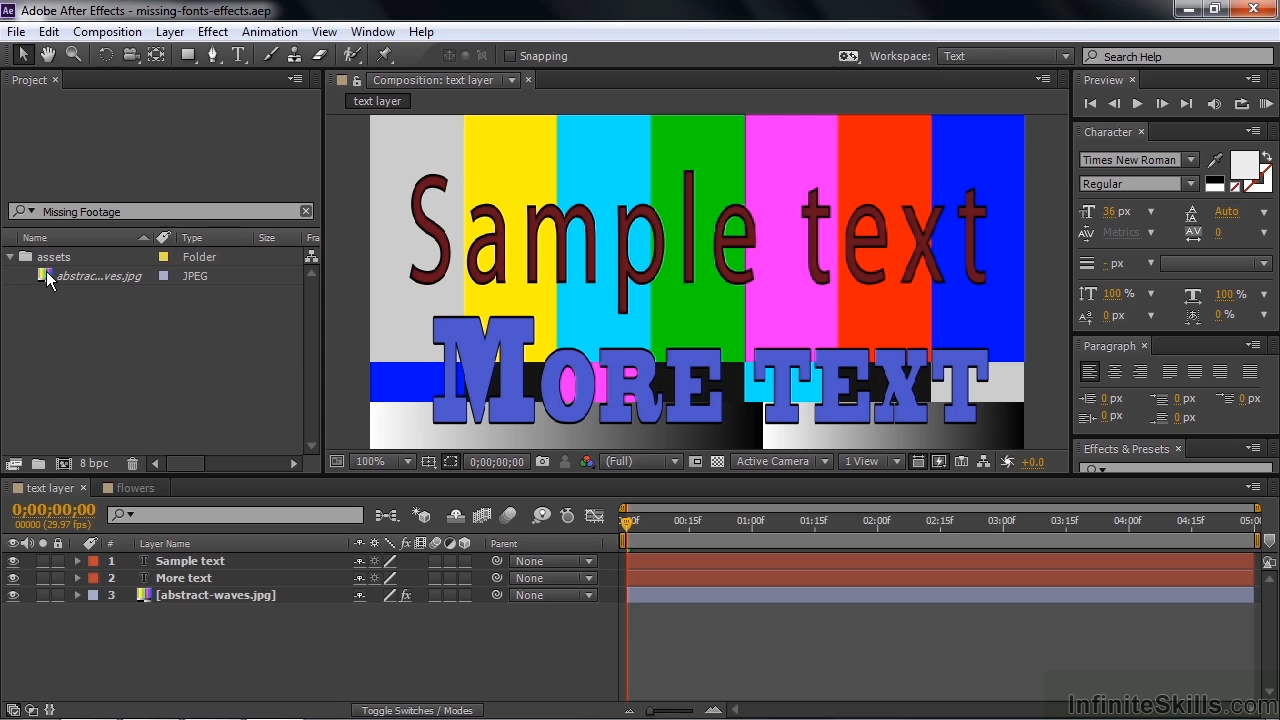 Adobe After Effects - missing-fonts-effects.aep
File Edit Composition Layer Effect Animation View Window Help
Snapping
Workspace: Text
Search Help
Project ×
Missing Footage
Name Type Size Fra
assets Folder
abstrac...ves.jpg JPEG
8 bpc
Composition: text layer
text layer
Sample text
More text
100% 0;00;00;00 (Full) Active Camera 1 View +0.0
Preview ×
Character ×
Times New Roman
Regular
36 px Auto
Metrics 0
- px
100 % 100 %
0 px 0 %
Paragraph ×
0 px 0 px 0 px
0 px 0 px
Effects & Presets ×
text layer × flowers
0;00;00;00
00000 (29.97 fps)
:00f 00:15f 01:00f 01:15f 02:00f 02:15f 03:00f 03:15f 04:00f 04:15f 05:00
# Layer Name fx Parent
1 T Sample text None
2 T More text None
3 [abstract-waves.jpg] fx None
Toggle Switches / Modes
InfiniteSkills.com